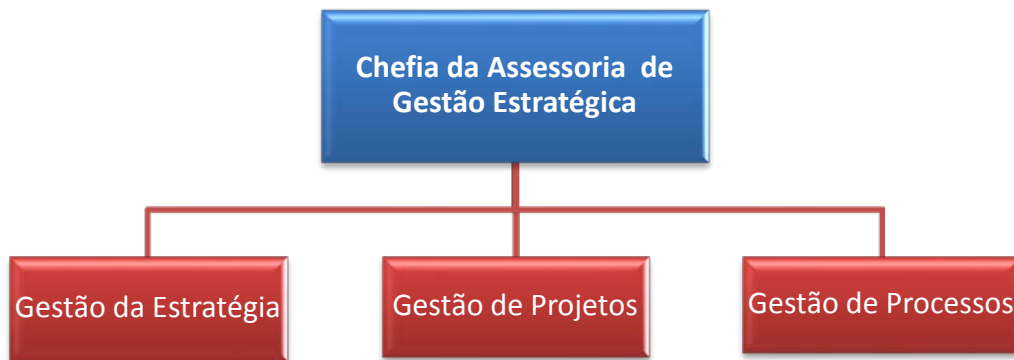 Chefia da Assessoria de
Gestão Estratégica
Gestão da Estratégia
Gestão de Projetos
Gestão de Processos